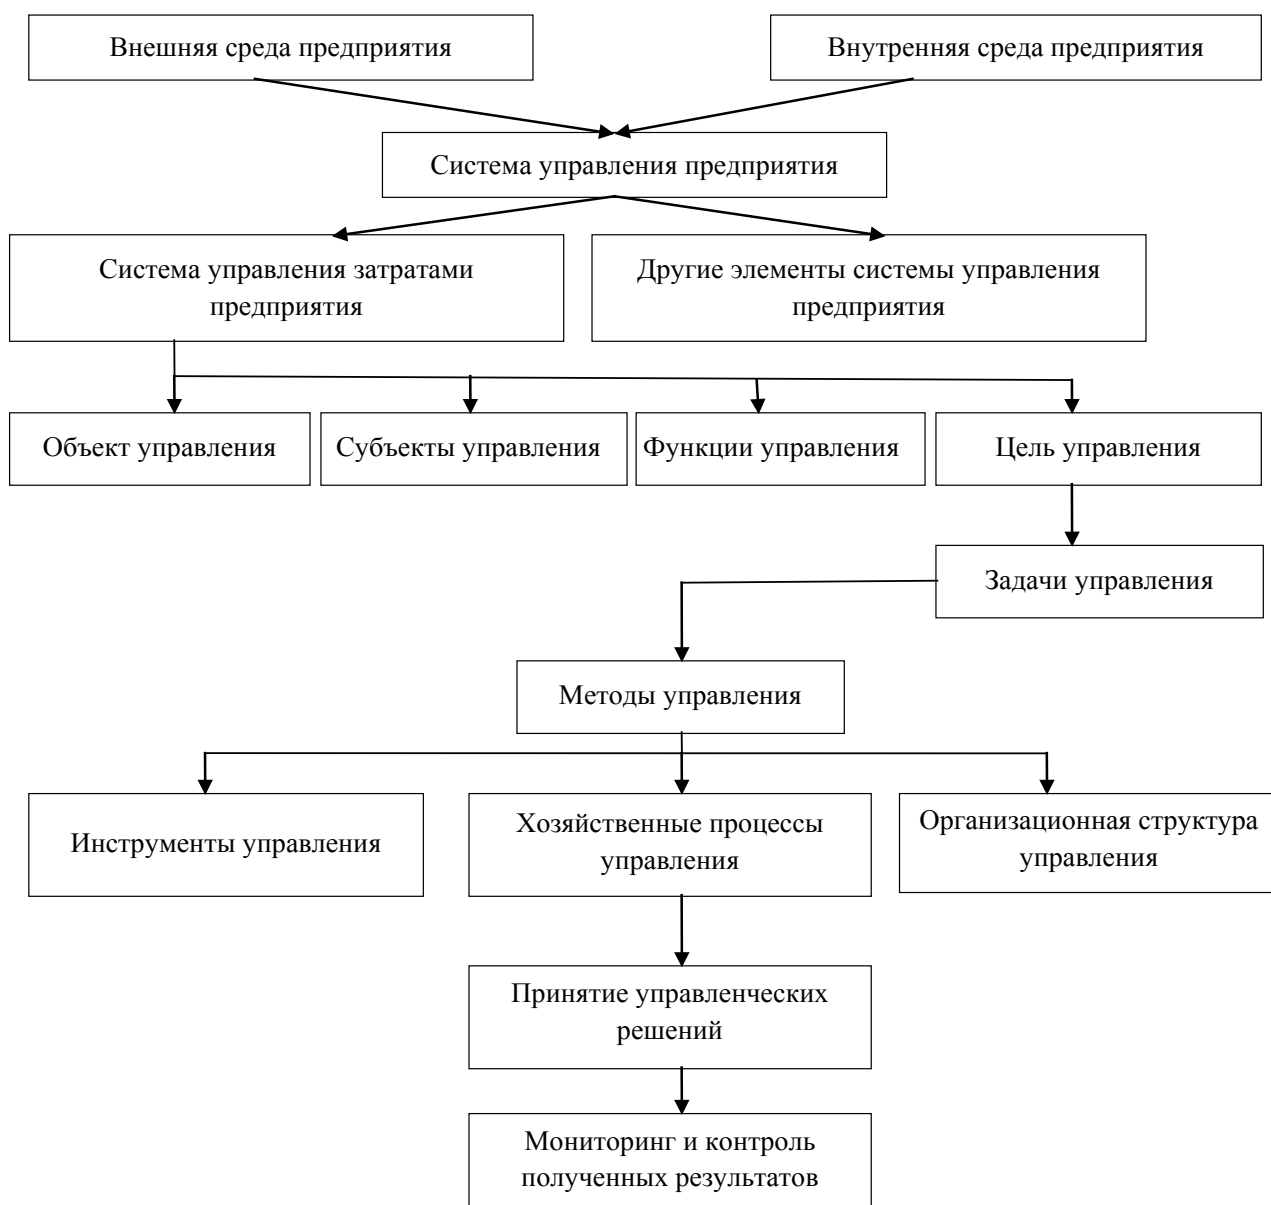 Внешняя среда предприятия
Внутренняя среда предприятия
Система управления предприятия
Система управления затратами
предприятия
Другие элементы системы управления
предприятия
Объект управления
Субъекты управления
Функции управления
Цель управления
Задачи управления
Методы управления
Инструменты управления
Хозяйственные процессы
управления
Организационная структура
управления
Принятие управленческих
решений
Мониторинг и контроль
полученных результатов